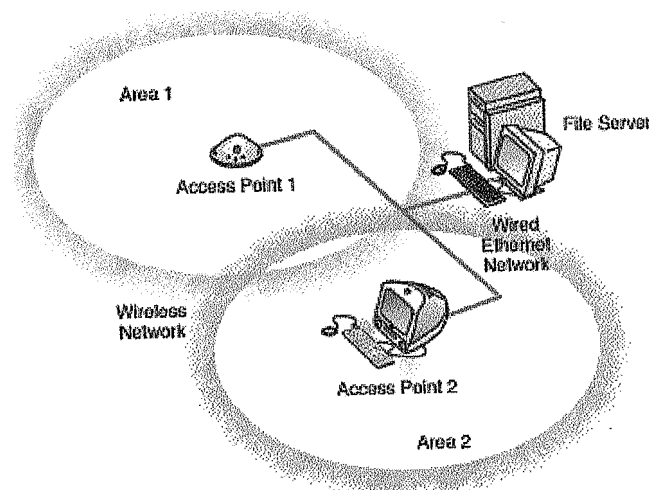 Area 1
File Server
Access Point 1
Wired
Ethernet
Network
Wireless
Network
Access Point 2
Area 2